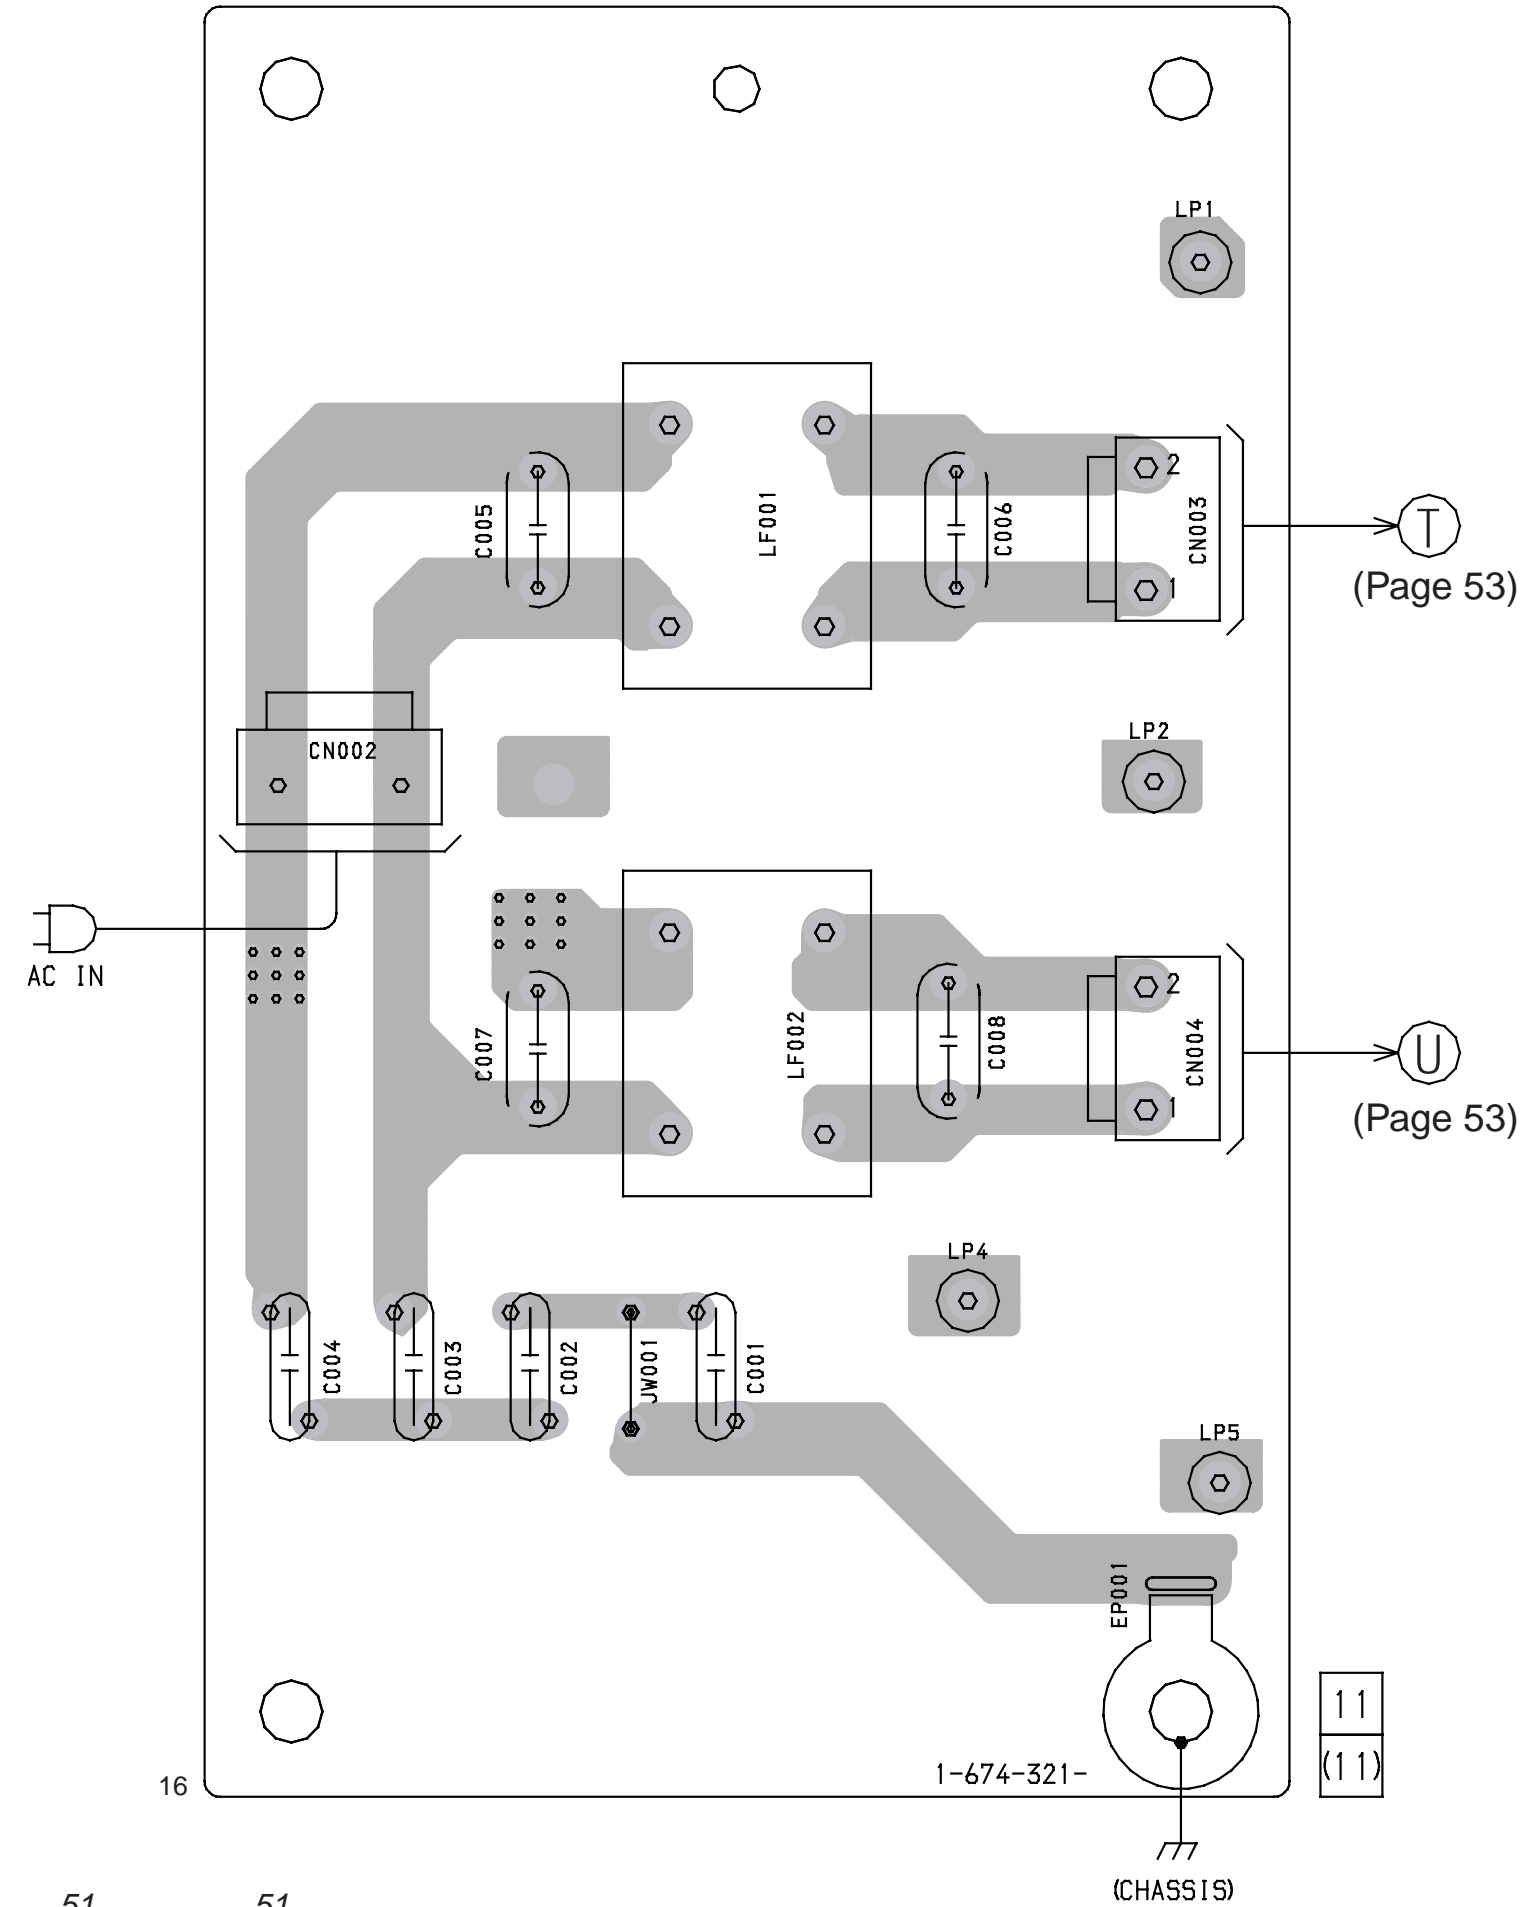 LP1
LF001
C005
C006
2
1
CN003
T
(Page 53)
CN002
LP2
AC IN
C007
LF002
C008
2
1
CN004
U
(Page 53)
LP4
C004
C003
C002
JW001
C001
LP5
EP001
11
(11)
1-674-321-
16
(CHASSIS)
51 51